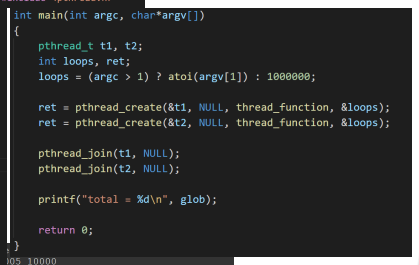 int main(int argc, char*argv[])
{
    pthread_t t1, t2;
    int loops, ret;
    loops = (argc > 1) ? atoi(argv[1]) : 1000000;

    ret = pthread_create(&t1, NULL, thread_function, &loops);
    ret = pthread_create(&t2, NULL, thread_function, &loops);

    pthread_join(t1, NULL);
    pthread_join(t2, NULL);

    printf("total = %d\n", glob);

    return 0;
}
10000